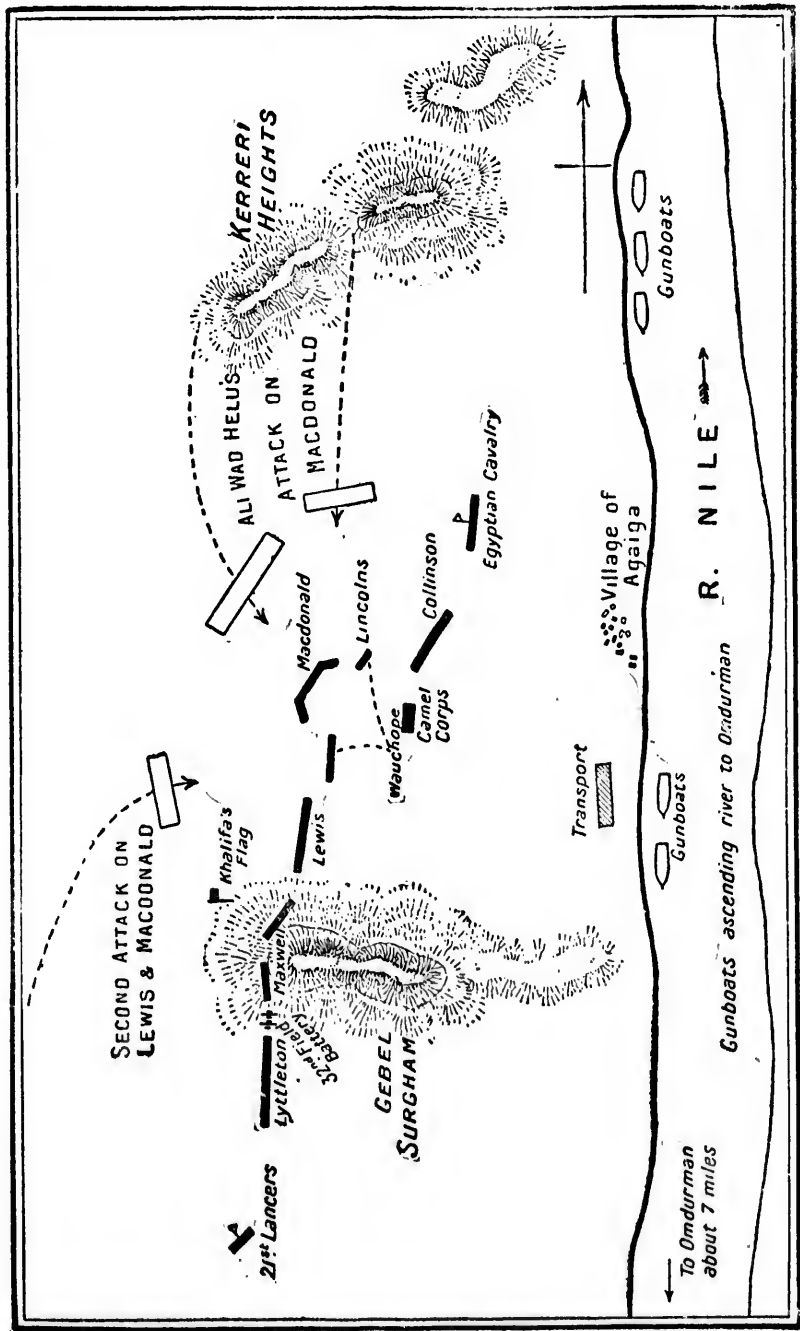 SECOND ATTACK ON
LEWIS & MACDONALD
KERRERI
HEIGHTS
ALI WAD HELU'S
ATTACK ON
MACDONALD
Khalifa's
Flag
Macdonald
Lincolns
Collinson
Egyptian Cavalry
Wauchope
Camel
Corps
Lewis
Maxwell
32nd Field
Battery
Lyttleton
21st Lancers
GEBEL
SURGHAM
Transport
Village of
Agaiga
Gunboats
Gunboats
R. NILE
Gunboats ascending river to Omdurman
To Omdurman
about 7 miles